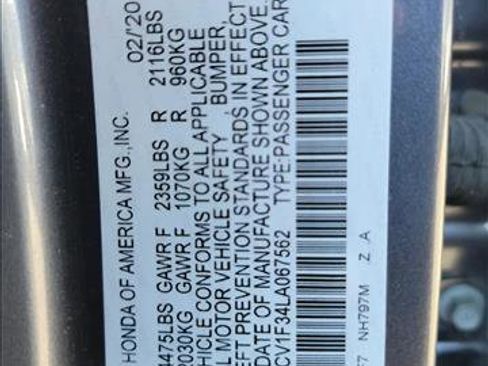 HONDA OF AMERICA MFG.,INC. 02/'20
4475LBS GAWR F 2359LBS R 2116LBS
2030KG GAWR F 1070KG R 960KG
HICLE CONFORMS TO ALL APPLICABLE
L MOTOR VEHICLE SAFETY, BUMPER,
EFT PREVENTION STANDARDS IN EFFECT
DATE OF MANUFACTURE SHOWN ABOVE.
CV1F34LA067562 TYPE:PASSENGER CAR
NH797M Z A